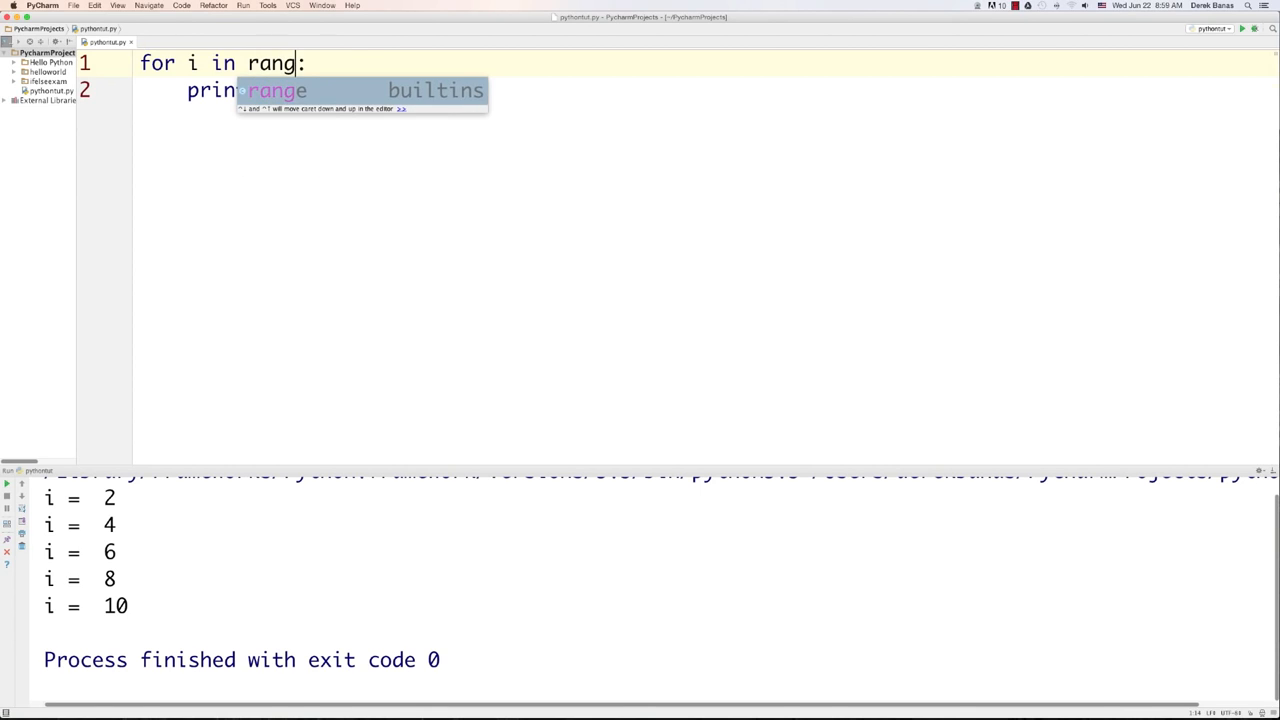 PyCharm File Edit View Navigate Code Refactor Run Tools VCS Window Help
10 Wed Jun 22 8:59 AM Derek Banas
pythontut.py - PycharmProjects - [~/PycharmProjects]
PycharmProjects pythontut.py
pythontut
pythontut.py
PycharmProject
Hello Python
helloworld
ifelseexam
pythontut.py
External Librarie
1 for i in rang:
2 prin
range builtins
^↓ and ^↑ will move caret down and up in the editor >>
Run pythontut
i = 2
i = 4
i = 6
i = 8
i = 10
Process finished with exit code 0
1:14 LF÷ UTF-8÷